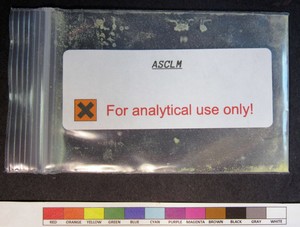 ASCLM
For analytical use only!
RED ORANGE YELLOW GREEN BLUE CYAN PURPLE MAGENTA BROWN BLACK GRAY WHITE